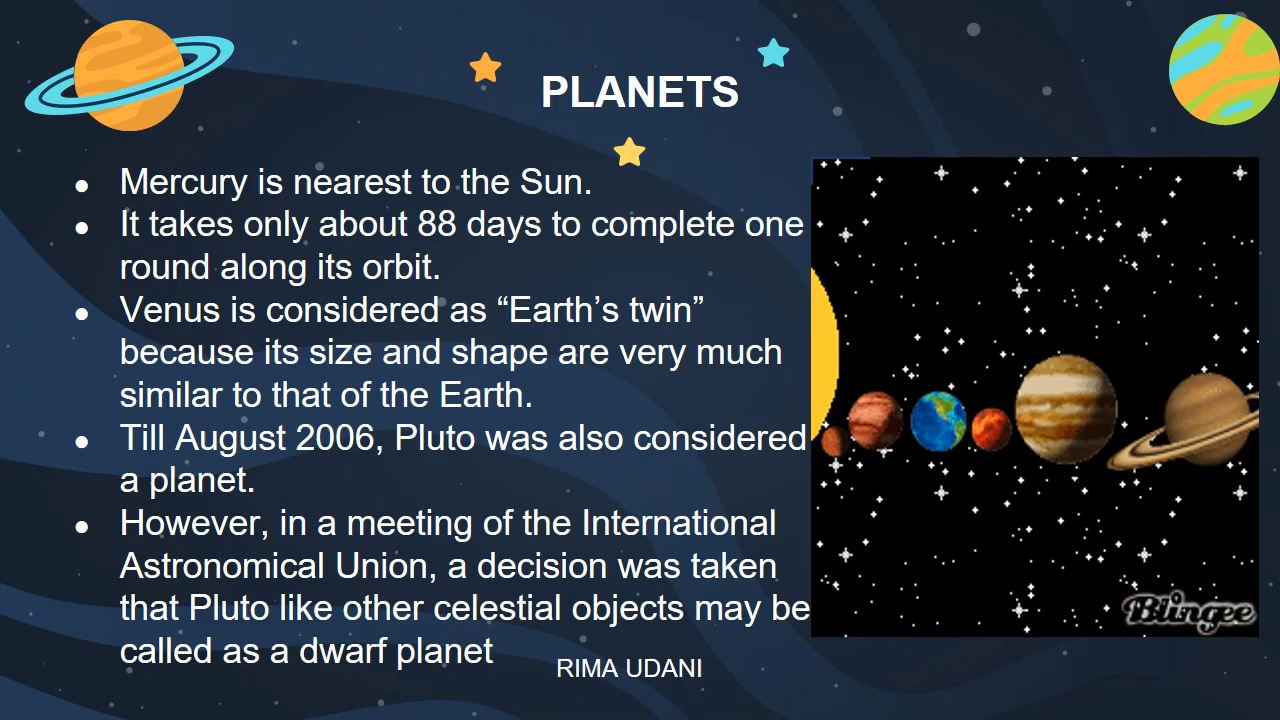 PLANETS
● Mercury is nearest to the Sun.
● It takes only about 88 days to complete one
round along its orbit.
● Venus is considered as “Earth’s twin”
because its size and shape are very much
similar to that of the Earth.
● Till August 2006, Pluto was also considered
a planet.
● However, in a meeting of the International
Astronomical Union, a decision was taken
that Pluto like other celestial objects may be
called as a dwarf planet
RIMA UDANI
Blingee